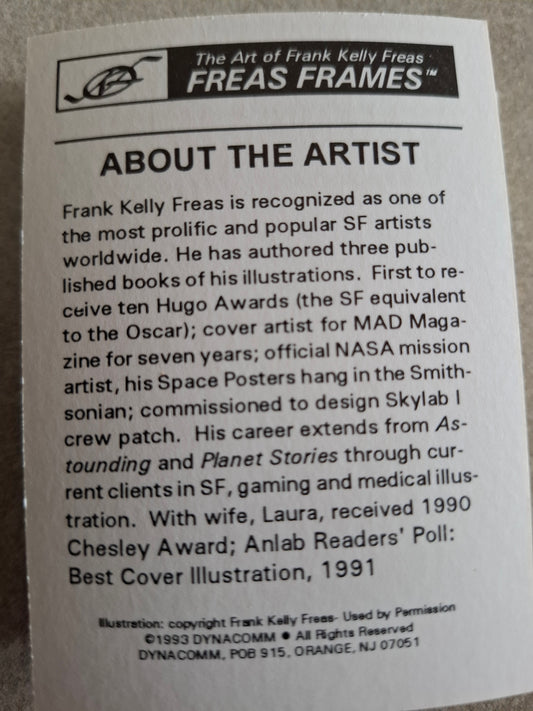 The Art of Frank Kelly Freas
FREAS FRAMES™
ABOUT THE ARTIST
Frank Kelly Freas is recognized as one of
the most prolific and popular SF artists
worldwide. He has authored three pub-
lished books of his illustrations. First to re-
ceive ten Hugo Awards (the SF equivalent
to the Oscar); cover artist for MAD Maga-
zine for seven years; official NASA mission
artist, his Space Posters hang in the Smith-
sonian; commissioned to design Skylab I
crew patch. His career extends from As-
tounding and Planet Stories through cur-
rent clients in SF, gaming and medical illus-
tration. With wife, Laura, received 1990
Chesley Award; Anlab Readers' Poll:
Best Cover Illustration, 1991
Illustration: copyright Frank Kelly Freas- Used by Permission
©1993 DYNACOMM ● All Rights Reserved
DYNACOMM, POB 915, ORANGE, NJ 07051